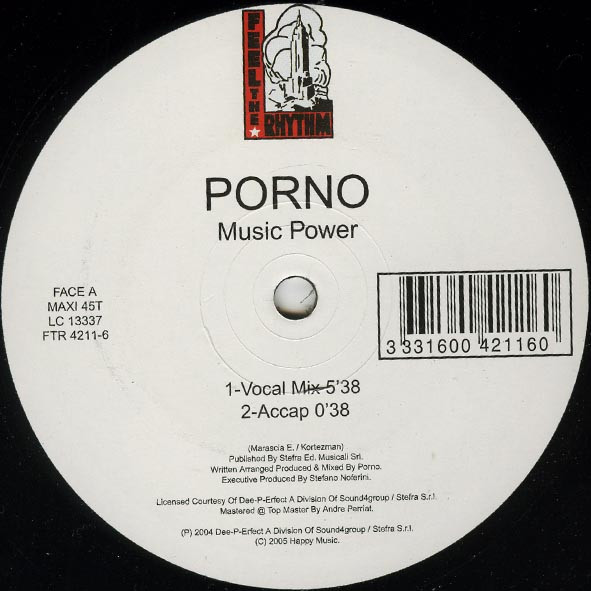 FEEL THE
RHYTHM
PORNO
Music Power
FACE A
MAXI 45T
LC 13337
FTR 4211-6
3 331600 421160
1-Vocal Mix 5'38
2-Accap 0'38
(Marascia E. / Kortezman)
Published By Stefra Ed. Musicali Srl.
Written Arranged Produced & Mixed By Porno.
Executive Produced By Stefano Noferini.
Licensed Courtesy Of Dee-P-Erfect A Division Of Sound4group / Stefra S.r.l.
Mastered @ Top Master By Andre Perriat.
(P) 2004 Dee-P-Erfect A Division Of Sound4group / Stefra S.r.l.
(C) 2005 Happy Music.